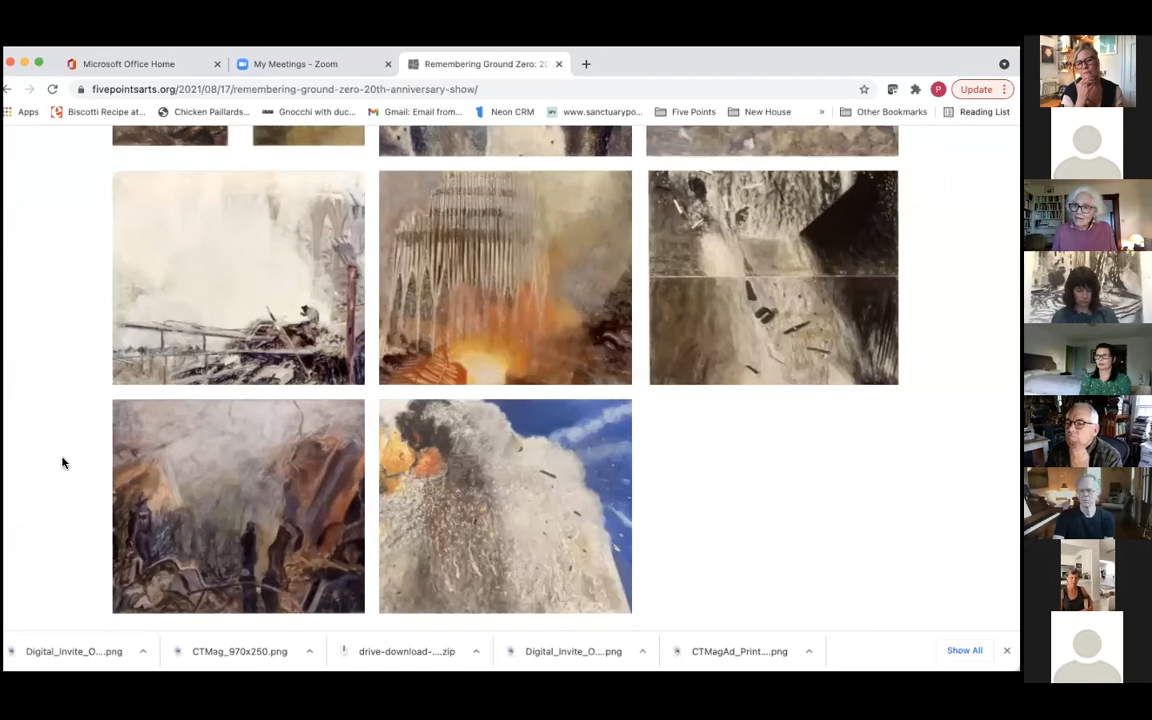 Microsoft Office Home
My Meetings - Zoom
Remembering Ground Zero: 20
fivepointsarts.org/2021/08/17/remembering-ground-zero-20th-anniversary-show/
P
Update
Apps
Biscotti Recipe at...
Chicken Paillards...
Gnocchi with duc...
Gmail: Email from...
Neon CRM
www.sanctuarypo...
Five Points
New House
»
Other Bookmarks
Reading List
Digital_Invite_O....png
CTMag_970x250.png
drive-download-....zip
Digital_Invite_O....png
CTMagAd_Print....png
Show All